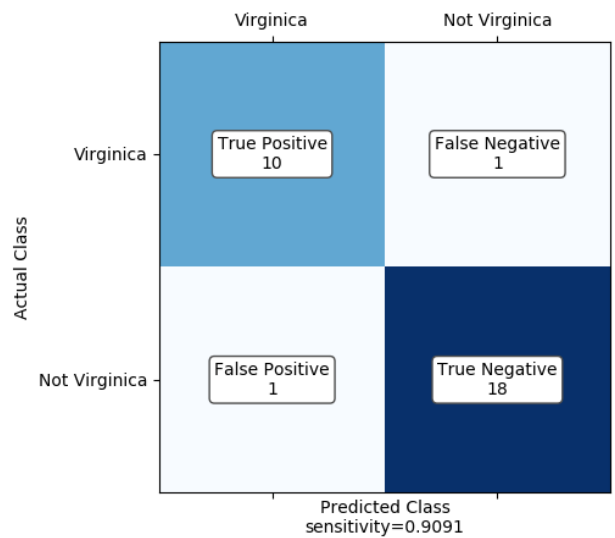 Virginica
Not Virginica
Actual Class
Virginica
True Positive
10
False Negative
1
Not Virginica
False Positive
1
True Negative
18
Predicted Class
sensitivity=0.9091